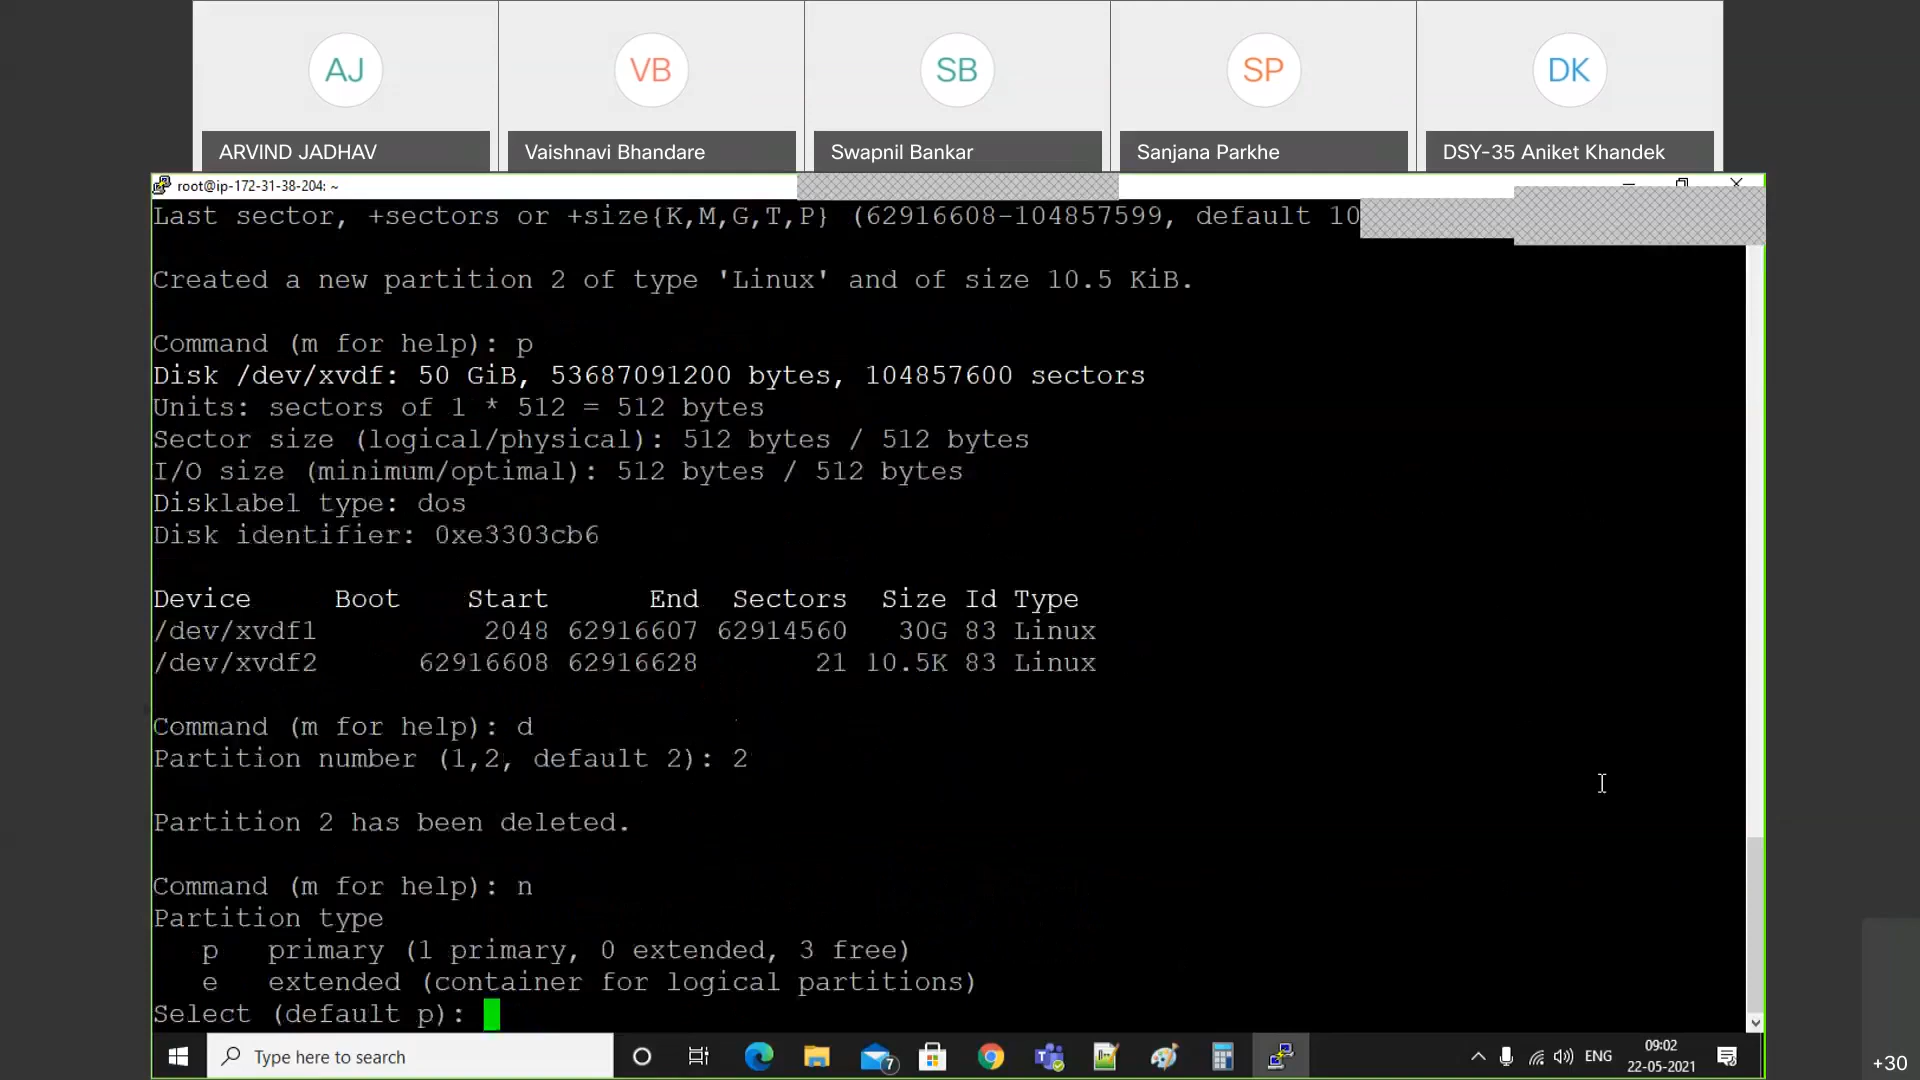 AJ
VB
SB
SP
DK
ARVIND JADHAV
Vaishnavi Bhandare
Swapnil Bankar
Sanjana Parkhe
DSY-35 Aniket Khandek
root@ip-172-31-38-204: ~
Last sector, +sectors or +size{K,M,G,T,P} (62916608-104857599, default 10
Created a new partition 2 of type 'Linux' and of size 10.5 KiB.
Command (m for help): p
Disk /dev/xvdf: 50 GiB, 53687091200 bytes, 104857600 sectors
Units: sectors of 1 * 512 = 512 bytes
Sector size (logical/physical): 512 bytes / 512 bytes
I/O size (minimum/optimal): 512 bytes / 512 bytes
Disklabel type: dos
Disk identifier: 0xe3303cb6
Device Boot Start End Sectors Size Id Type
/dev/xvdf1 2048 62916607 62914560 30G 83 Linux
/dev/xvdf2 62916608 62916628 21 10.5K 83 Linux
Command (m for help): d
Partition number (1,2, default 2): 2
Partition 2 has been deleted.
Command (m for help): n
Partition type
p primary (1 primary, 0 extended, 3 free)
e extended (container for logical partitions)
Select (default p):
Type here to search
7
ENG
09:02
22-05-2021
+30